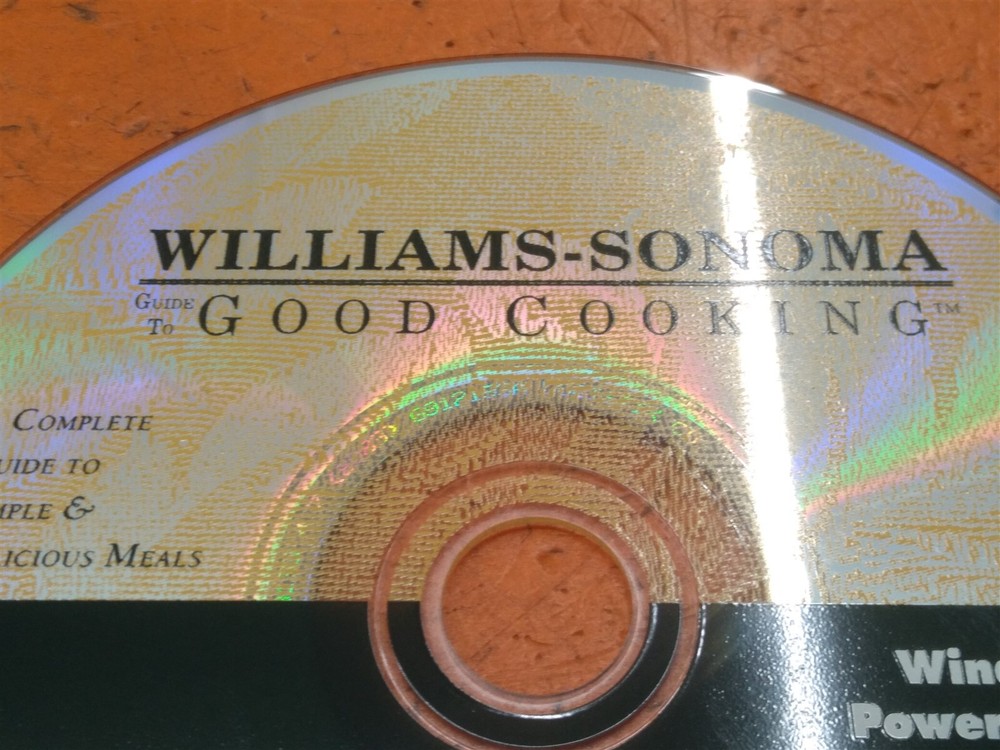 WILLIAMS-SONOMA
GUIDE TO GOOD COOKING™
COMPLETE
UIDE TO
MPLE &
LICIOUS MEALS
Wind
Power